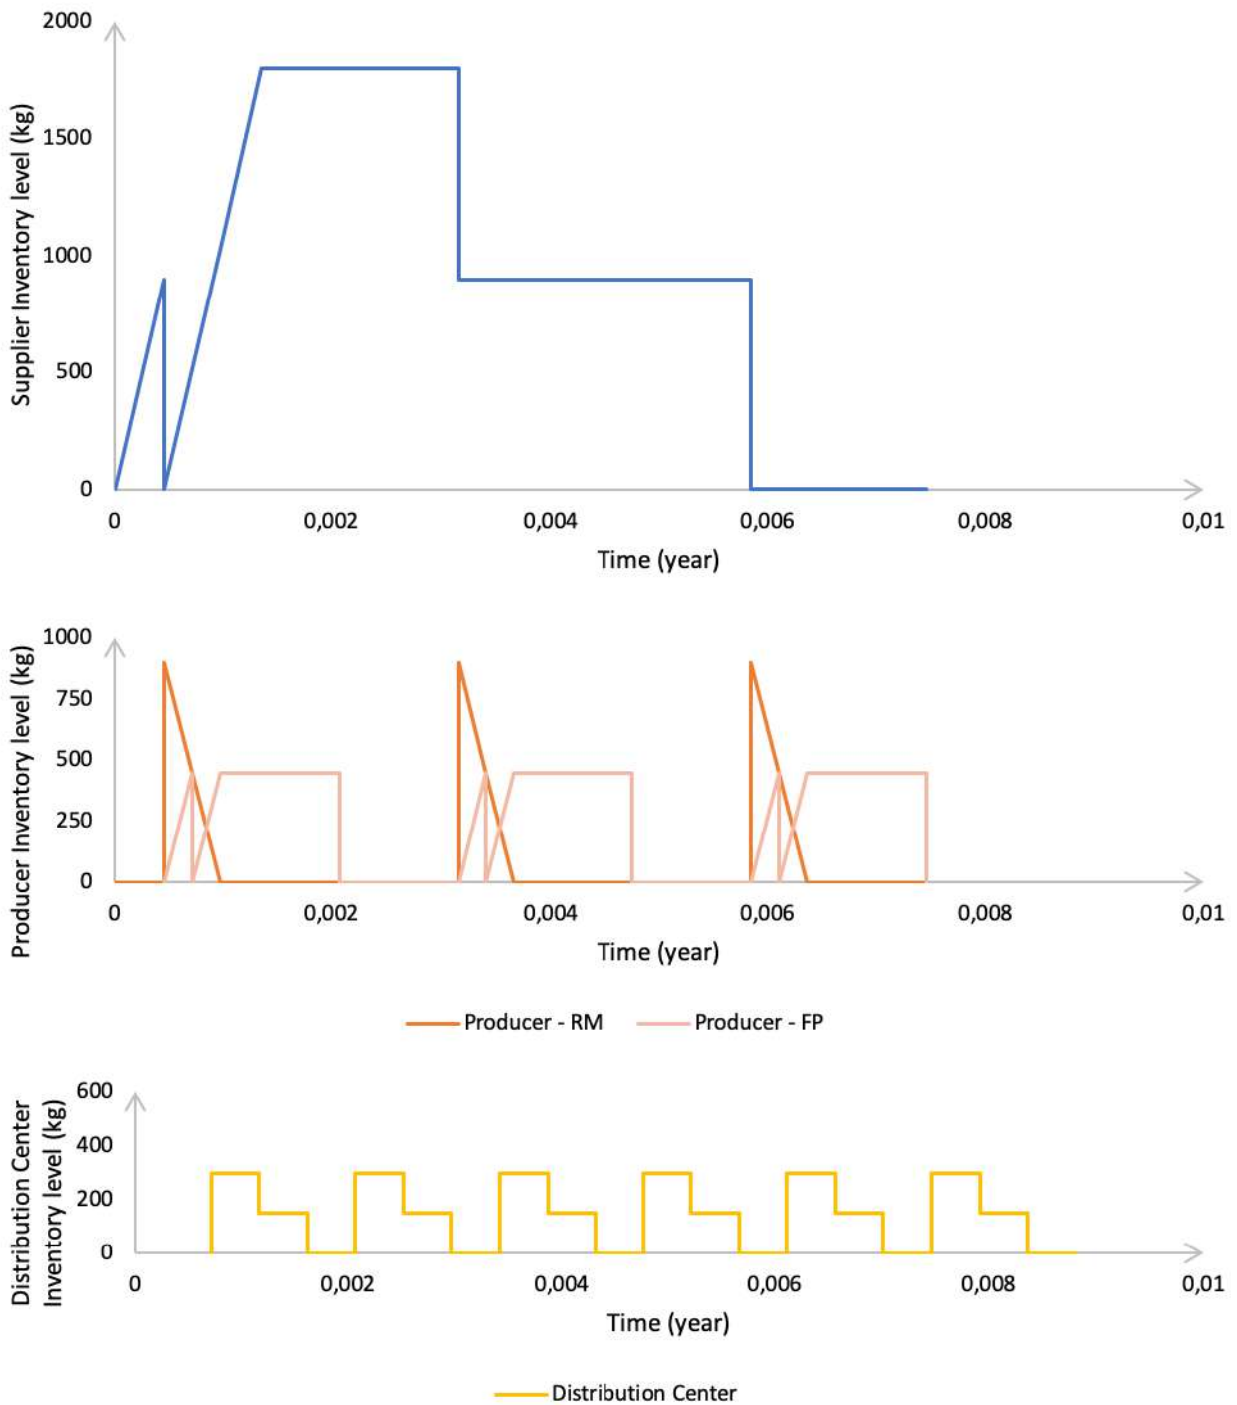 2000
1500
1000
500
0
Supplier Inventory level (kg)
0 0,002 0,004 0,006 0,008 0,01
Time (year)
1000
750
500
250
0
Producer Inventory level (kg)
0 0,002 0,004 0,006 0,008 0,01
Time (year)
Producer - RM Producer - FP
600
400
200
0
Distribution Center
Inventory level (kg)
0 0,002 0,004 0,006 0,008 0,01
Time (year)
Distribution Center